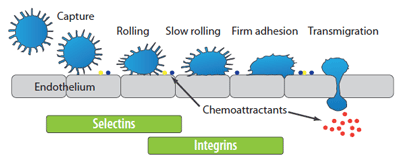 Capture
Rolling
Slow rolling
Firm adhesion
Transmigration
Endothelium
Chemoattractants
Selectins
Integrins